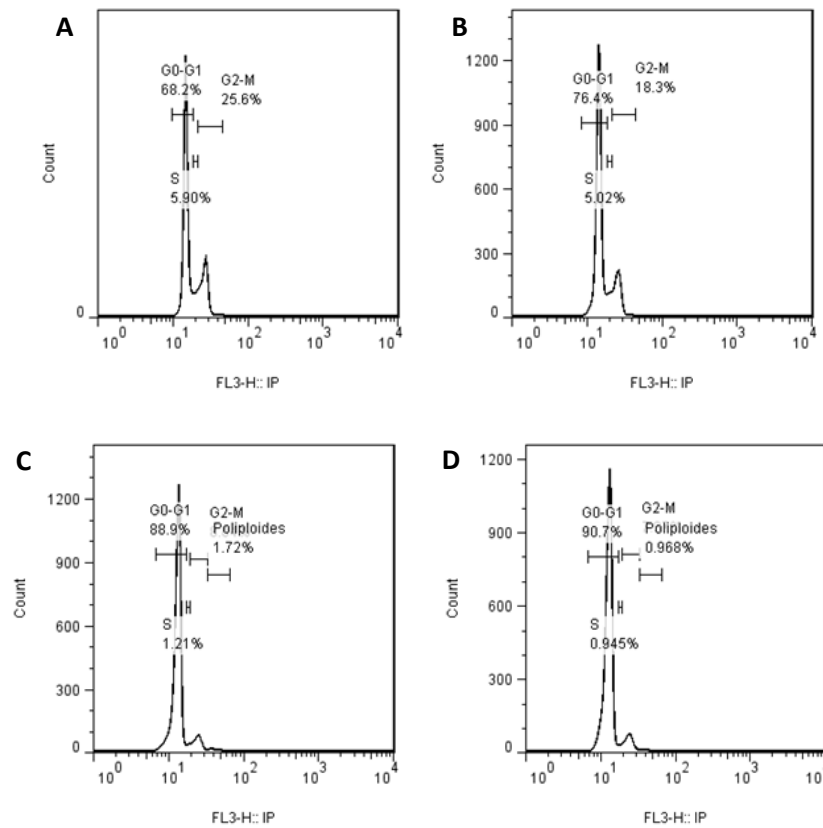 A
G0-G1
68.2%
G2-M
25.6%
S
5.90%
Count
0
10^0 10^1 10^2 10^3 10^4
FL3-H:: IP
B
1200
900
600
300
0
Count
G0-G1
76.4%
G2-M
18.3%
S
5.02%
10^0 10^1 10^2 10^3 10^4
FL3-H:: IP
C
1200
900
600
300
0
Count
G0-G1
88.9%
G2-M
Poliploides
1.72%
S
1.21%
10^0 10^1 10^2 10^3 10^4
FL3-H:: IP
D
1200
900
600
300
0
Count
G0-G1
90.7%
G2-M
Poliploides
0.968%
S
0.945%
10^0 10^1 10^2 10^3
FL3-H:: IP